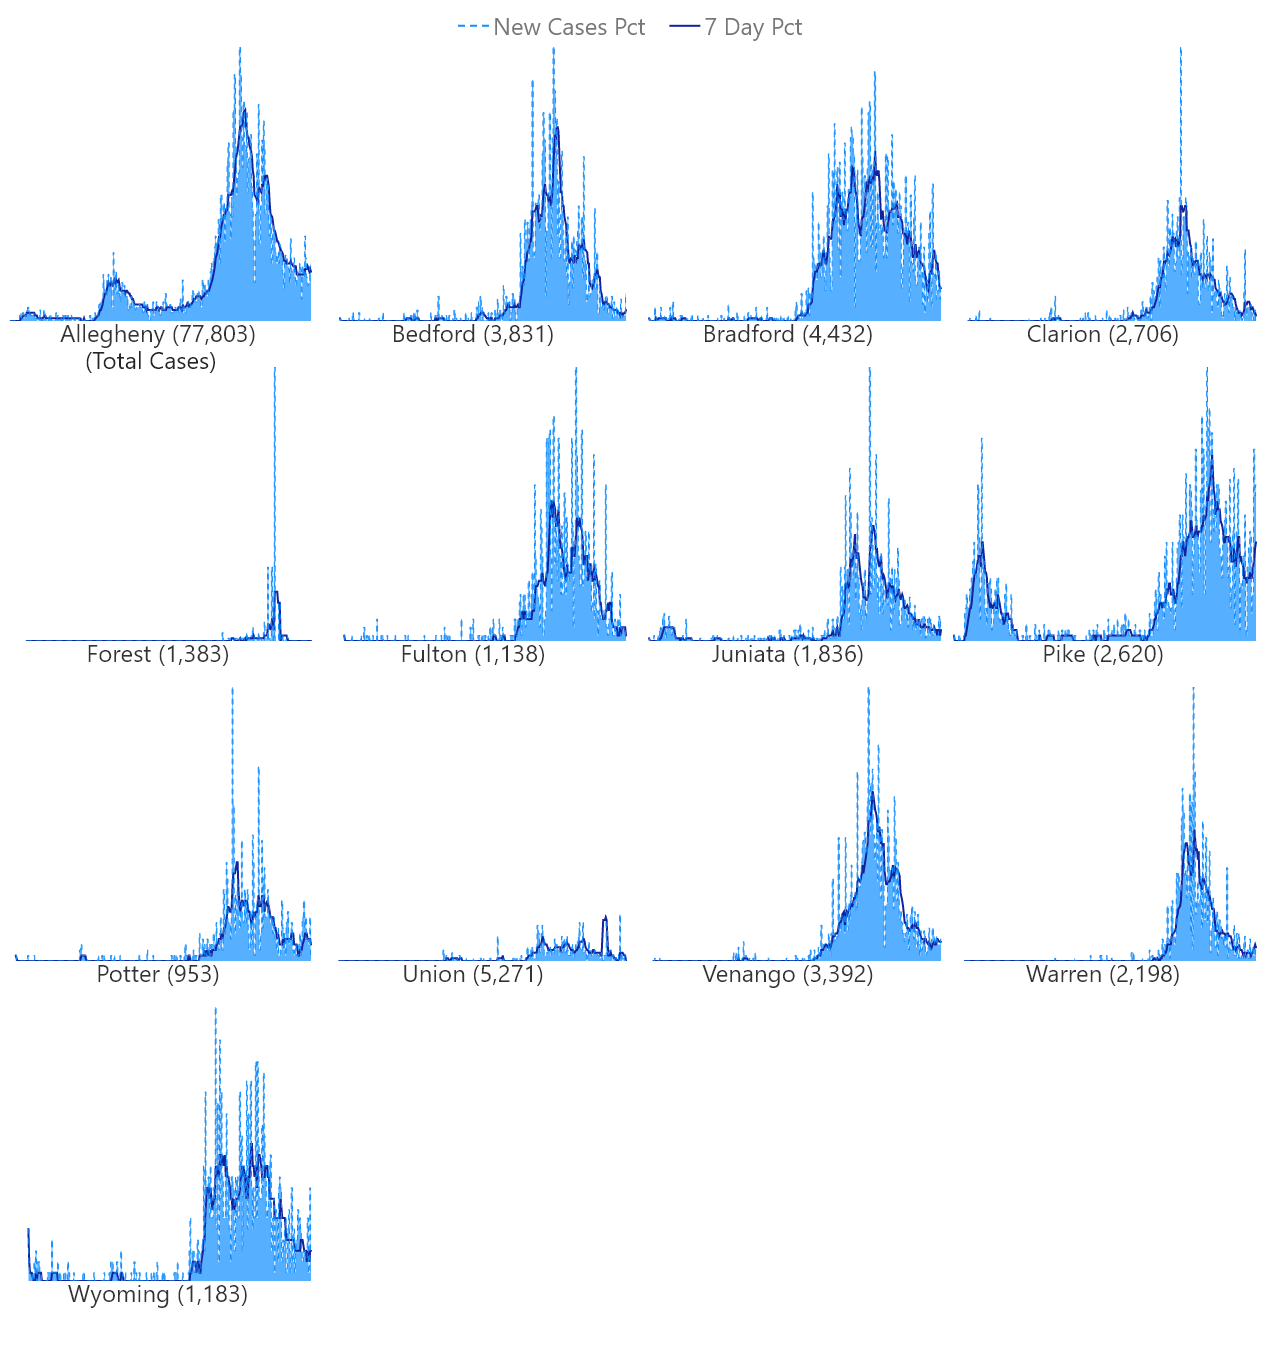 New Cases Pct 7 Day Pct
Allegheny (77,803)
(Total Cases)
Bedford (3,831)
Bradford (4,432)
Clarion (2,706)
Forest (1,383)
Fulton (1,138)
Juniata (1,836)
Pike (2,620)
Potter (953)
Union (5,271)
Venango (3,392)
Warren (2,198)
Wyoming (1,183)